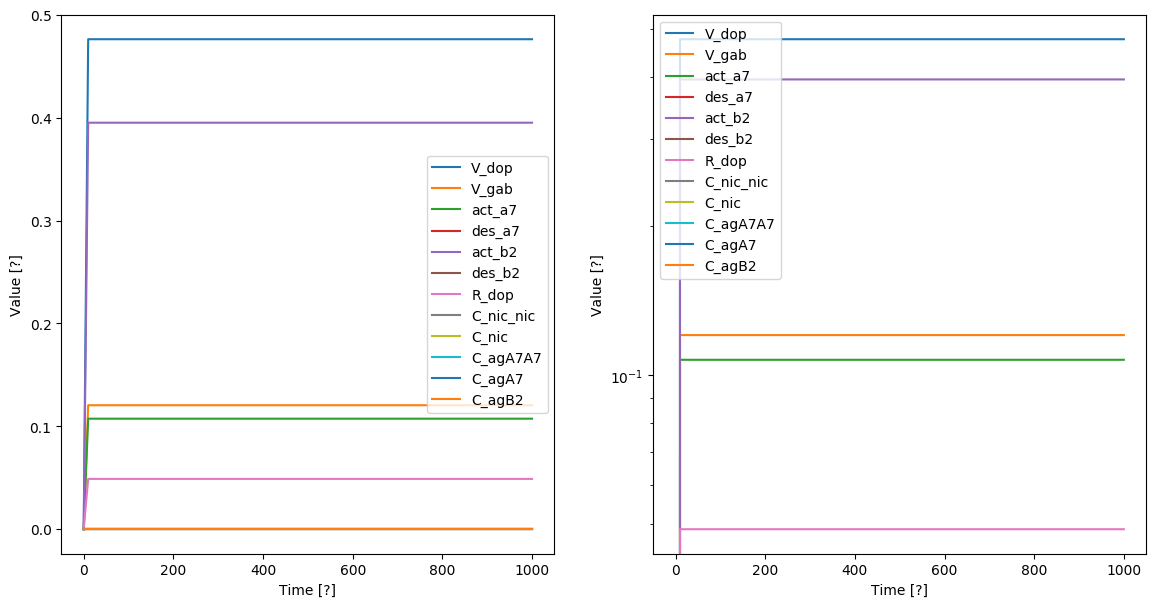 0.5
0.4
0.3
0.2
0.1
0.0
Value [?]
0
200
400
600
800
1000
Time [?]
V_dop
V_gab
act_a7
des_a7
act_b2
des_b2
R_dop
C_nic_nic
C_nic
C_agA7A7
C_agA7
C_agB2
10⁻¹
Value [?]
0
200
400
600
800
1000
Time [?]
V_dop
V_gab
act_a7
des_a7
act_b2
des_b2
R_dop
C_nic_nic
C_nic
C_agA7A7
C_agA7
C_agB2